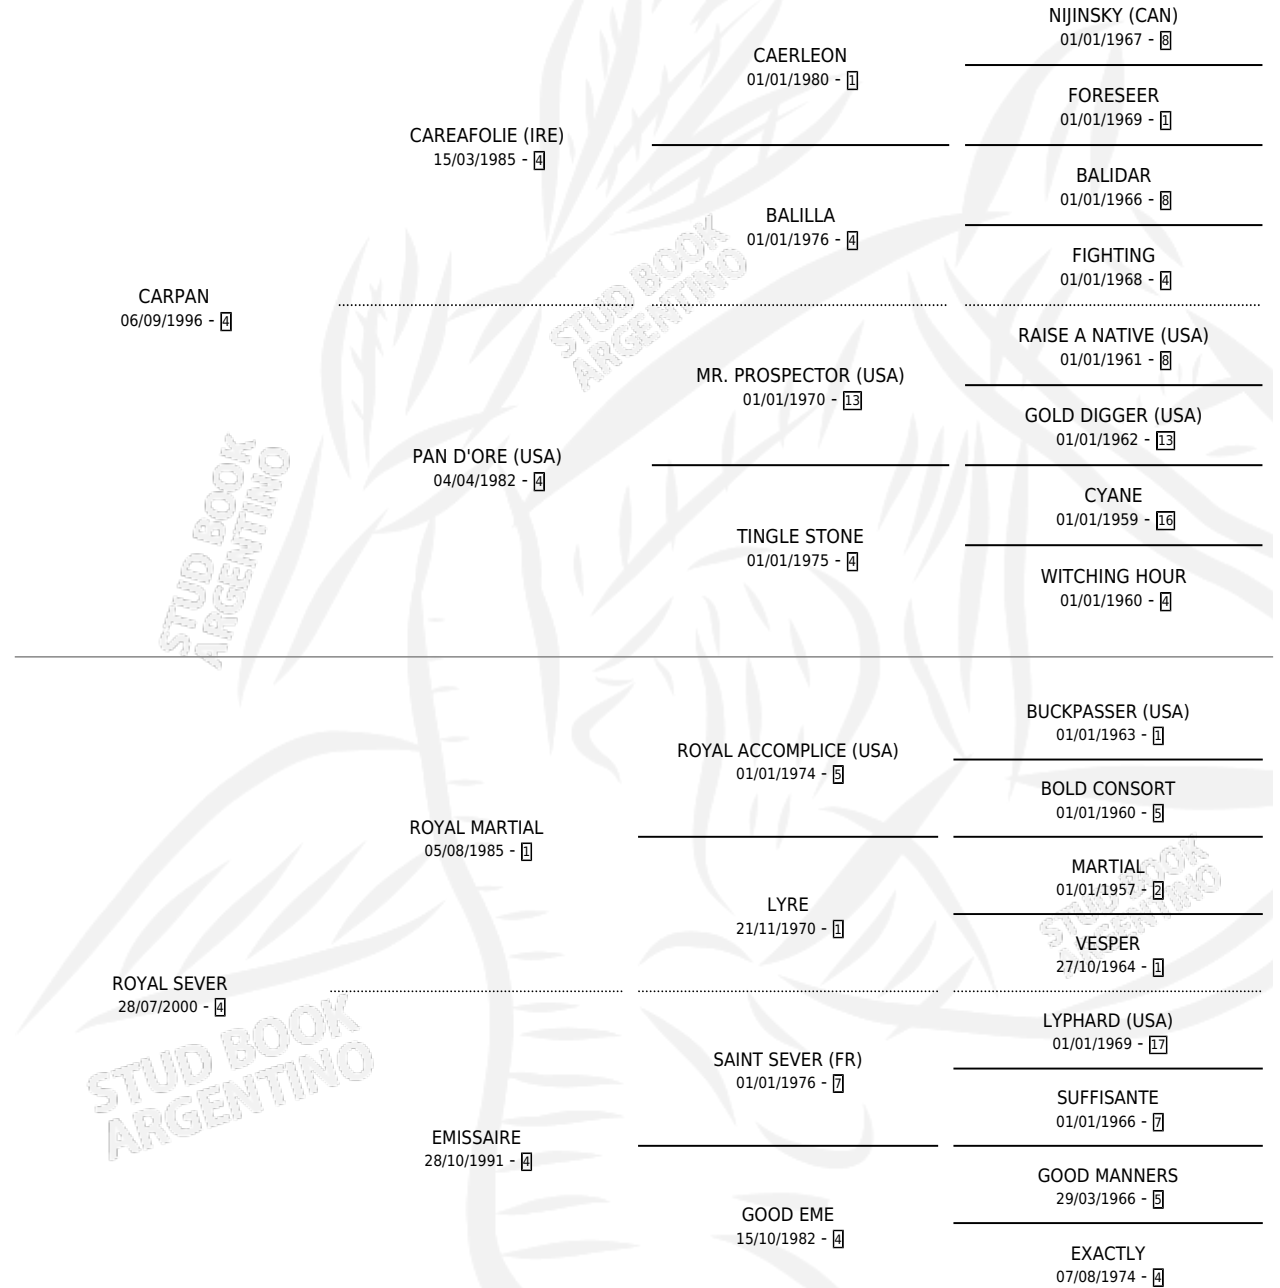 NIJINSKY (CAN)
01/01/1967 - 8
CAERLEON
01/01/1980 - 1
FORESEER
01/01/1969 - 1
CAREAFOLIE (IRE)
15/03/1985 - 4
BALIDAR
01/01/1966 - 8
BALILLA
01/01/1976 - 4
FIGHTING
01/01/1968 - 4
CARPAN
06/09/1996 - 4
RAISE A NATIVE (USA)
01/01/1961 - 8
MR. PROSPECTOR (USA)
01/01/1970 - 13
GOLD DIGGER (USA)
01/01/1962 - 13
PAN D'ORE (USA)
04/04/1982 - 4
CYANE
01/01/1959 - 16
TINGLE STONE
01/01/1975 - 4
WITCHING HOUR
01/01/1960 - 4
STUD BOOK
ARGENTINO
STUD BOOK
ARGENTINO
BUCKPASSER (USA)
01/01/1963 - 1
ROYAL ACCOMPLICE (USA)
01/01/1974 - 5
BOLD CONSORT
01/01/1960 - 5
ROYAL MARTIAL
05/08/1985 - 1
MARTIAL
01/01/1957 - 2
LYRE
21/11/1970 - 1
VESPER
27/10/1964 - 1
STUD BOOK
ARGENTINO
ROYAL SEVER
28/07/2000 - 4
LYPHARD (USA)
01/01/1969 - 17
SAINT SEVER (FR)
01/01/1976 - 7
SUFFISANTE
01/01/1966 - 7
EMISSAIRE
28/10/1991 - 4
GOOD MANNERS
29/03/1966 - 5
GOOD EME
15/10/1982 - 4
EXACTLY
07/08/1974 - 4
STUD BOOK
ARGENTINO